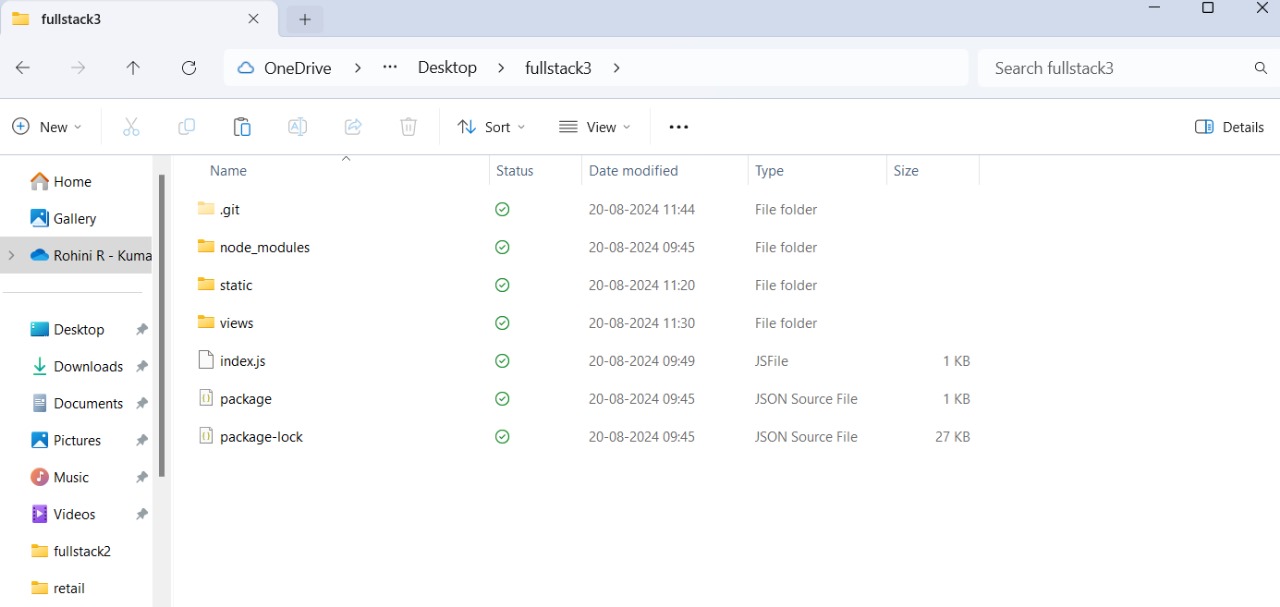 fullstack3
OneDrive > ... Desktop > fullstack3 >
Search fullstack3
New
Sort
View
Details
Name Status Date modified Type Size
Home
Gallery
Rohini R - Kuma
Desktop
Downloads
Documents
Pictures
Music
Videos
fullstack2
retail
.git 20-08-2024 11:44 File folder
node_modules 20-08-2024 09:45 File folder
static 20-08-2024 11:20 File folder
views 20-08-2024 11:30 File folder
index.js 20-08-2024 09:49 JSFile 1 KB
package 20-08-2024 09:45 JSON Source File 1 KB
package-lock 20-08-2024 09:45 JSON Source File 27 KB